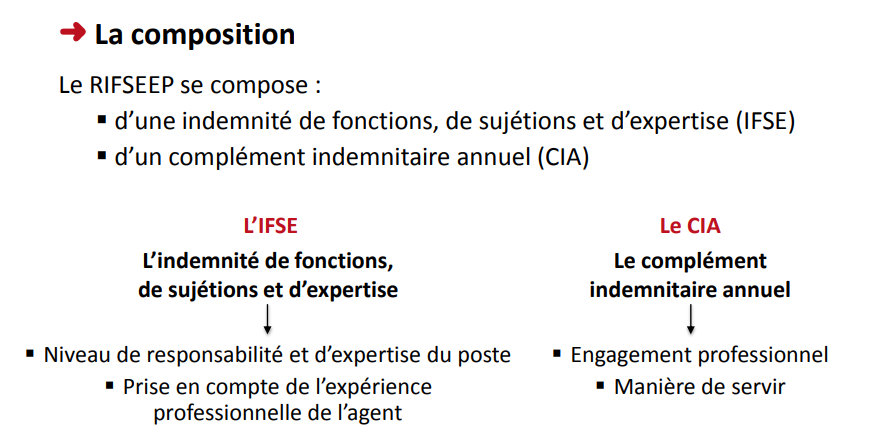 ➜ La composition
Le RIFSEEP se compose :
▪ d’une indemnité de fonctions, de sujétions et d’expertise (IFSE)
▪ d’un complément indemnitaire annuel (CIA)
L’IFSE
L’indemnité de fonctions,
de sujétions et d’expertise
▪ Niveau de responsabilité et d’expertise du poste
▪ Prise en compte de l’expérience
professionnelle de l’agent
Le CIA
Le complément
indemnitaire annuel
▪ Engagement professionnel
▪ Manière de servir